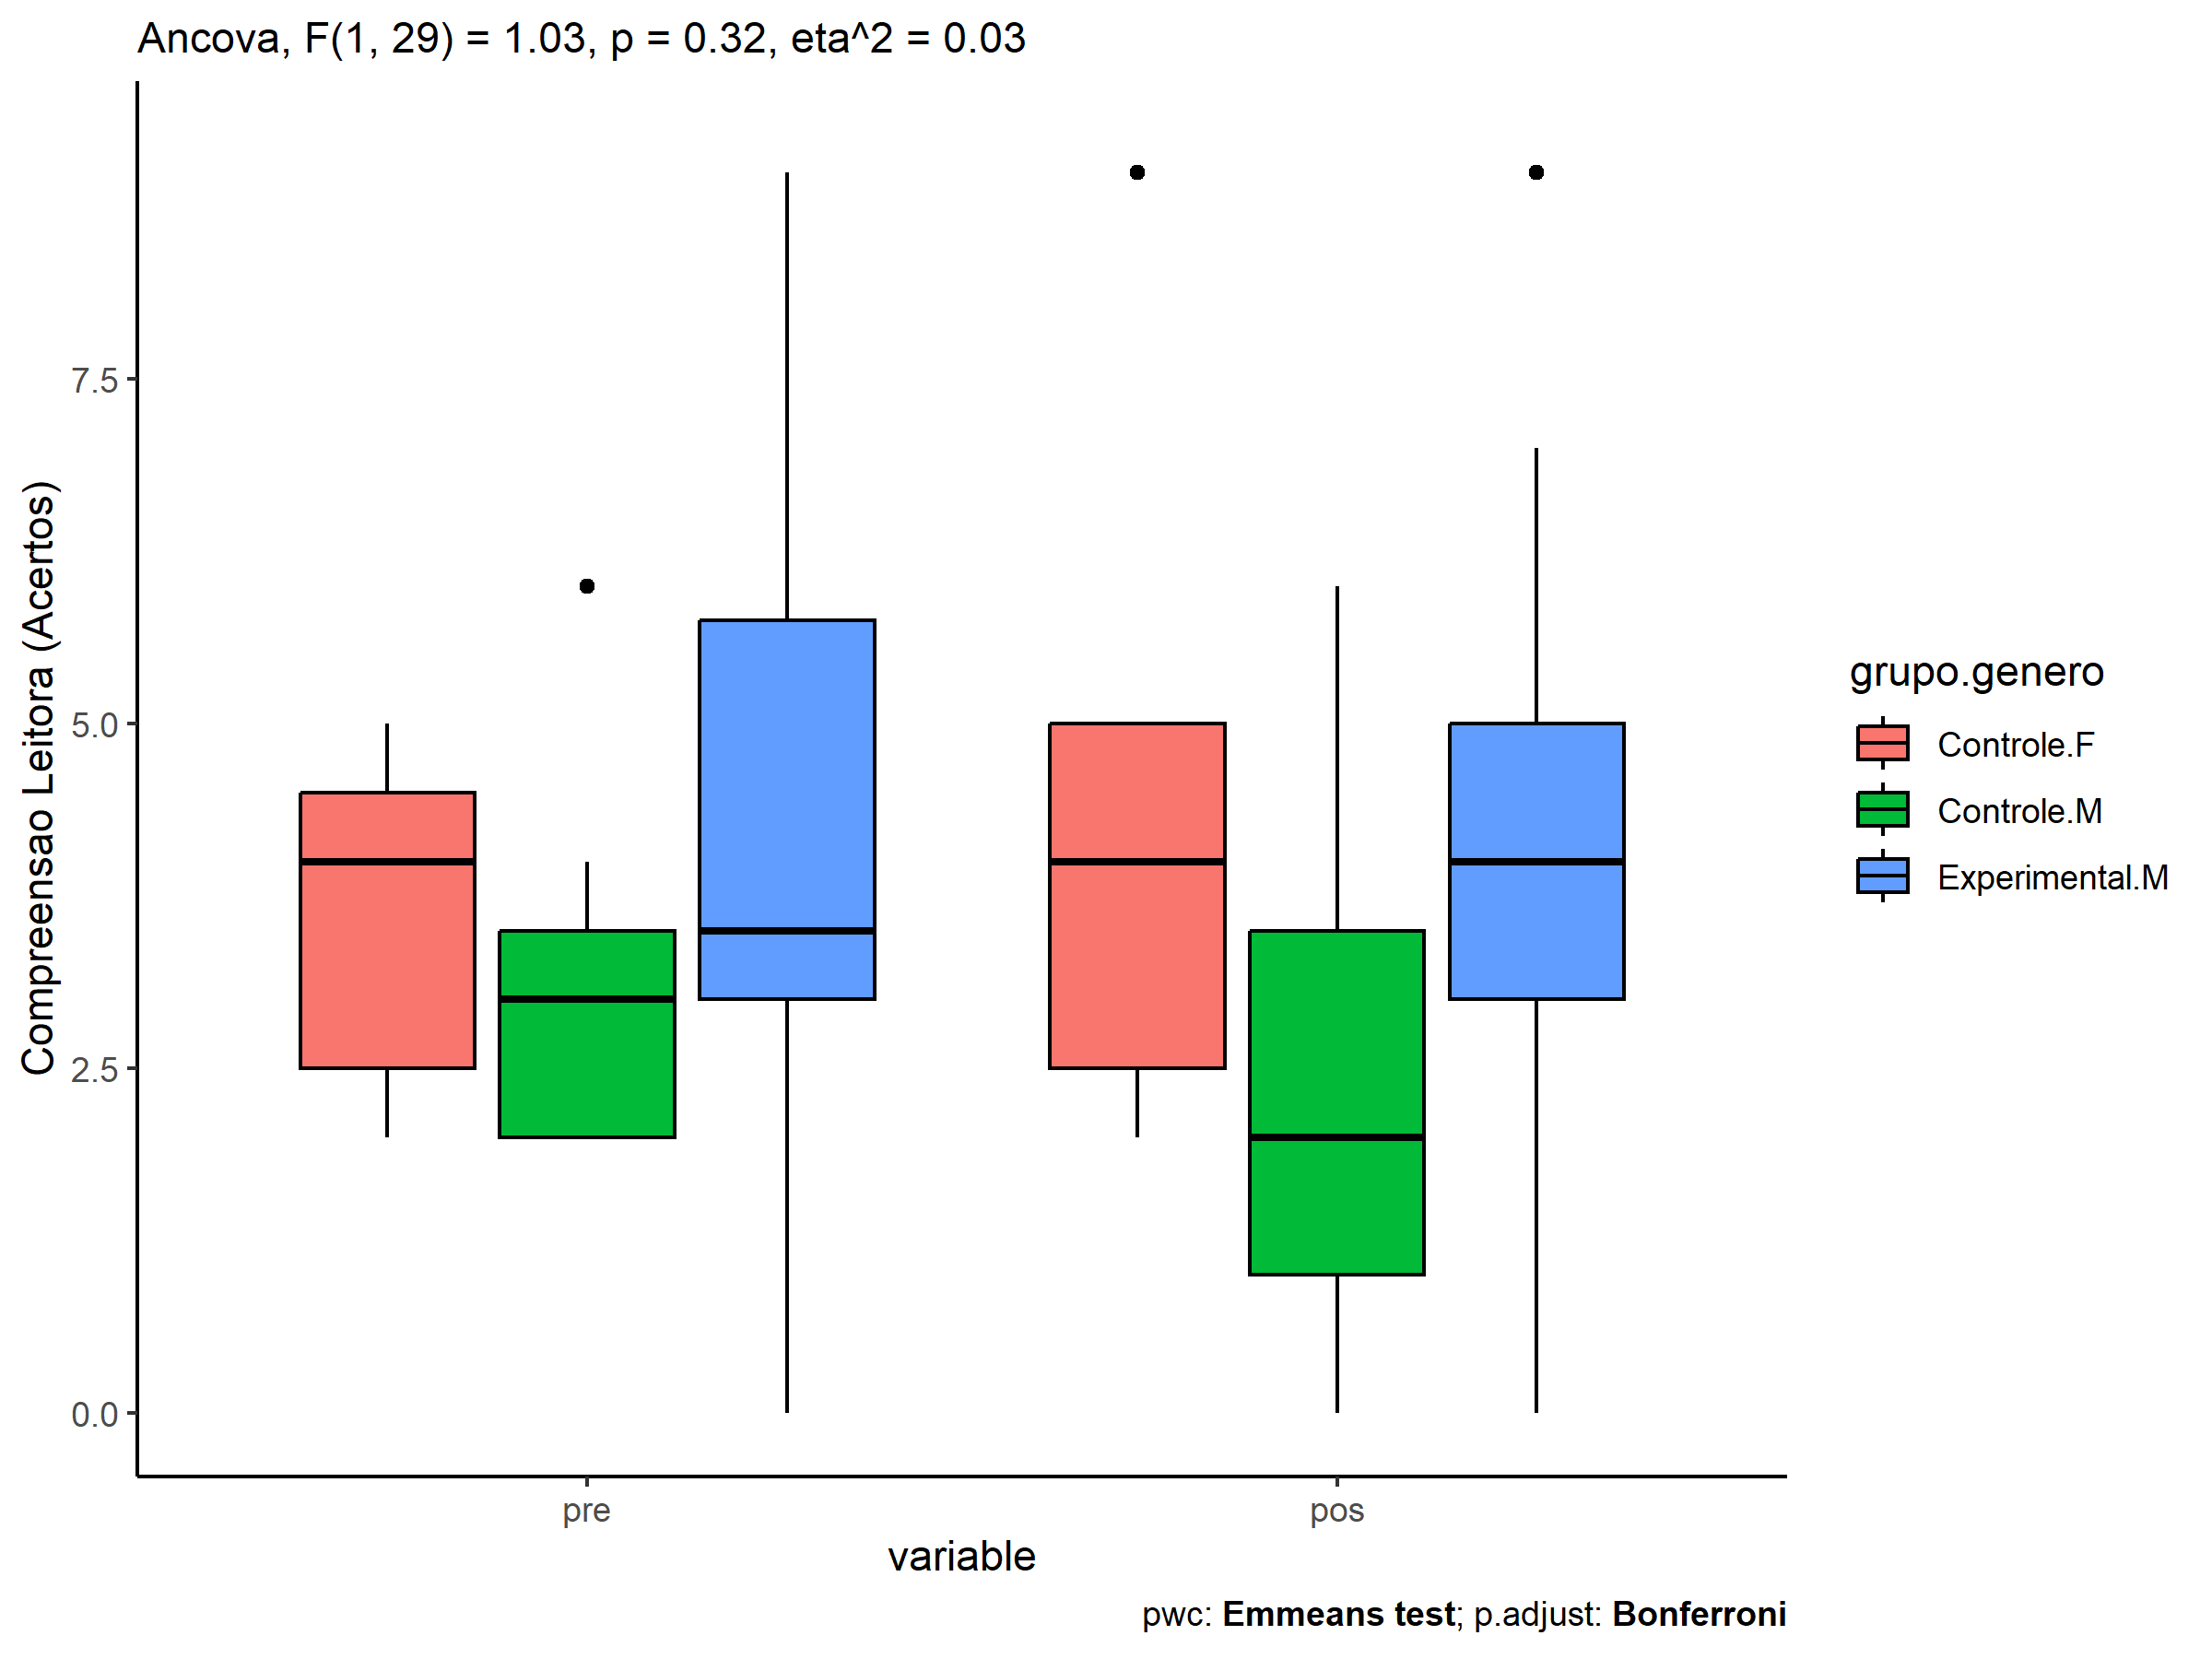 Ancova, F(1, 29) = 1.03, p = 0.32, eta^2 = 0.03
Compreensao Leitora (Acertos)
7.5
5.0
2.5
0.0
pre
pos
variable
grupo.genero
Controle.F
Controle.M
Experimental.M
pwc: Emmeans test; p.adjust: Bonferroni